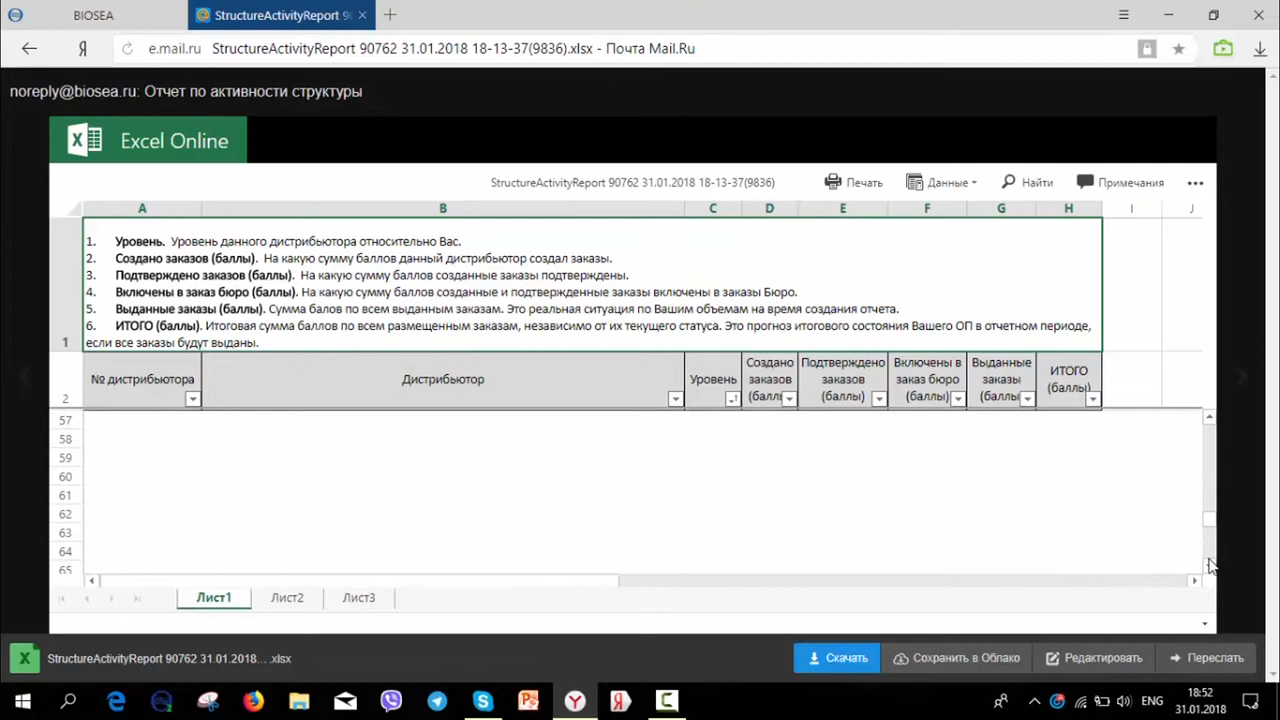 BIOSEA
StructureActivityReport 90
Я
e.mail.ru StructureActivityReport 90762 31.01.2018 18-13-37(9836).xlsx - Почта Mail.Ru
noreply@biosea.ru: Отчет по активности структуры
Excel Online
StructureActivityReport 90762 31.01.2018 18-13-37(9836) Печать Данные Найти Примечания
A B C D E F G H I J
1. Уровень. Уровень данного дистрибьютора относительно Вас.
2. Создано заказов (баллы). На какую сумму баллов данный дистрибьютор создал заказы.
3. Подтверждено заказов (баллы). На какую сумму баллов созданные заказы подтверждены.
4. Включены в заказ бюро (баллы). На какую сумму баллов созданные и подтвержденные заказы включены в заказы Бюро.
5. Выданные заказы (баллы). Сумма балов по всем выданным заказам. Это реальная ситуация по Вашим объемам на время создания отчета.
6. ИТОГО (баллы). Итоговая сумма баллов по всем размещенным заказам, независимо от их текущего статуса. Это прогноз итогового состояния Вашего ОП в отчетном периоде,
1 если все заказы будут выданы.
2
№ дистрибьютора
Дистрибьютор
Уровень
Создано
заказов
(баллы
Подтверждено
заказов
(баллы)
Включены в
заказ бюро
(баллы)
Выданные
заказы
(баллы
ИТОГО
(баллы)
57
58
59
60
61
62
63
64
65
Лист1 Лист2 Лист3
StructureActivityReport 90762 31.01.2018... .xlsx Скачать Сохранить в Облако Редактировать Переслать
ENG 18:52
31.01.2018